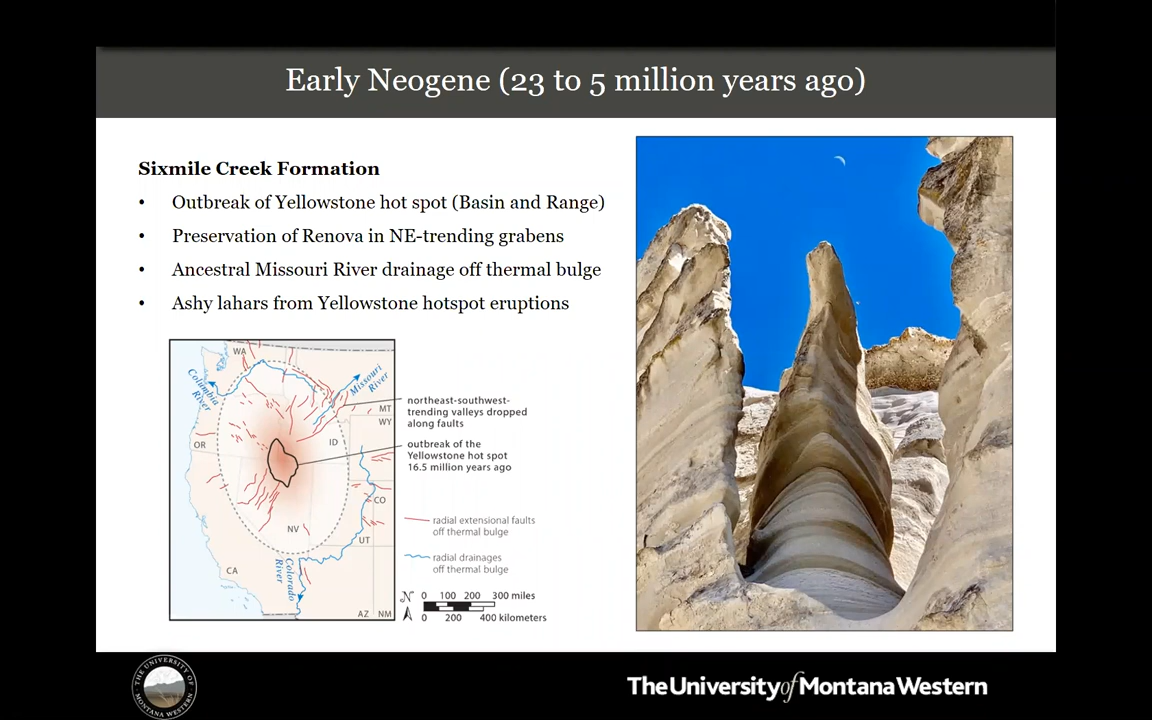 Early Neogene (23 to 5 million years ago)
Sixmile Creek Formation
• Outbreak of Yellowstone hot spot (Basin and Range)
• Preservation of Renova in NE-trending grabens
• Ancestral Missouri River drainage off thermal bulge
• Ashy lahars from Yellowstone hotspot eruptions
WA
Columbia
River
Missouri
River
MT
WY
OR
ID
CO
NV
UT
CA
Colorado
River
AZ
NM
northeast-southwest-
trending valleys dropped
along faults
outbreak of the
Yellowstone hot spot
16.5 million years ago
radial extensional faults
off thermal bulge
radial drainages
off thermal bulge
N
0 100 200 300 miles
0 200 400 kilometers
THE UNIVERSITY OF
MONTANA WESTERN
The University of Montana Western